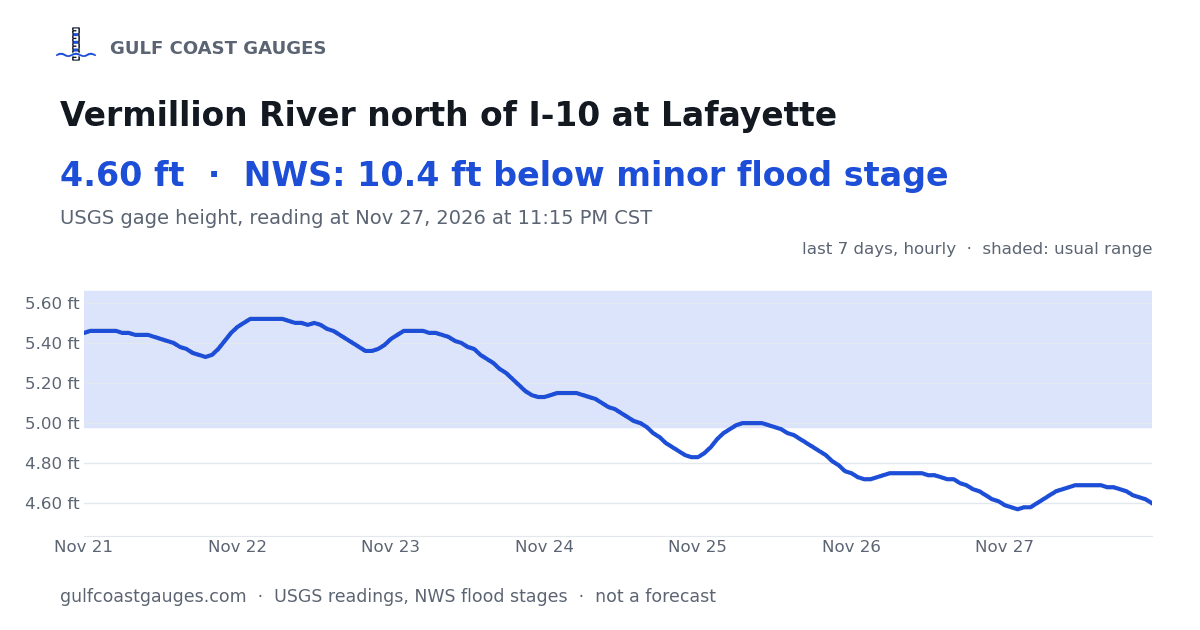 GULF COAST GAUGES
Vermillion River north of I-10 at Lafayette
4.60 ft · NWS: 10.4 ft below minor flood stage
USGS gage height, reading at Nov 27, 2026 at 11:15 PM CST
last 7 days, hourly · shaded: usual range
5.60 ft
5.40 ft
5.20 ft
5.00 ft
4.80 ft
4.60 ft
Nov 21 Nov 22 Nov 23 Nov 24 Nov 25 Nov 26 Nov 27
gulfcoastgauges.com · USGS readings, NWS flood stages · not a forecast